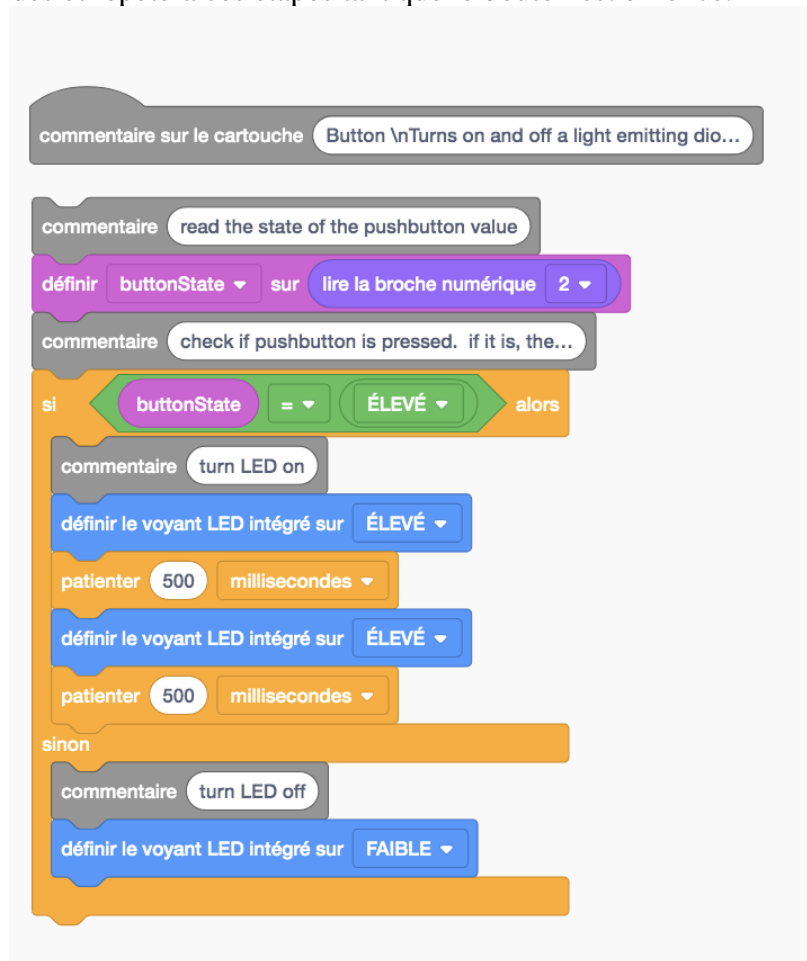 commentaire sur le cartouche Button \nTurns on and off a light emitting dio...
commentaire read the state of the pushbutton value
définir buttonState sur lire la broche numérique 2
commentaire check if pushbutton is pressed. if it is, the...
si buttonState = ÉLEVÉ alors
commentaire turn LED on
définir le voyant LED intégré sur ÉLEVÉ
patienter 500 millisecondes
définir le voyant LED intégré sur ÉLEVÉ
patienter 500 millisecondes
sinon
commentaire turn LED off
définir le voyant LED intégré sur FAIBLE